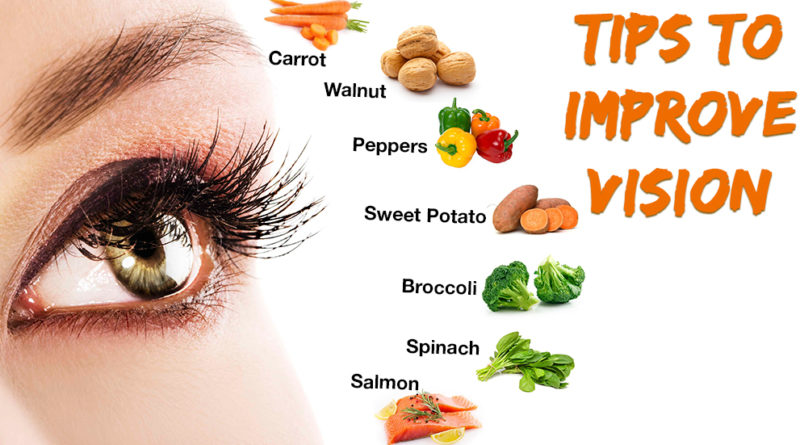 Carrot
Walnut
Peppers
Sweet Potato
Broccoli
Spinach
Salmon
TIPS TO
IMPROVE
VISION